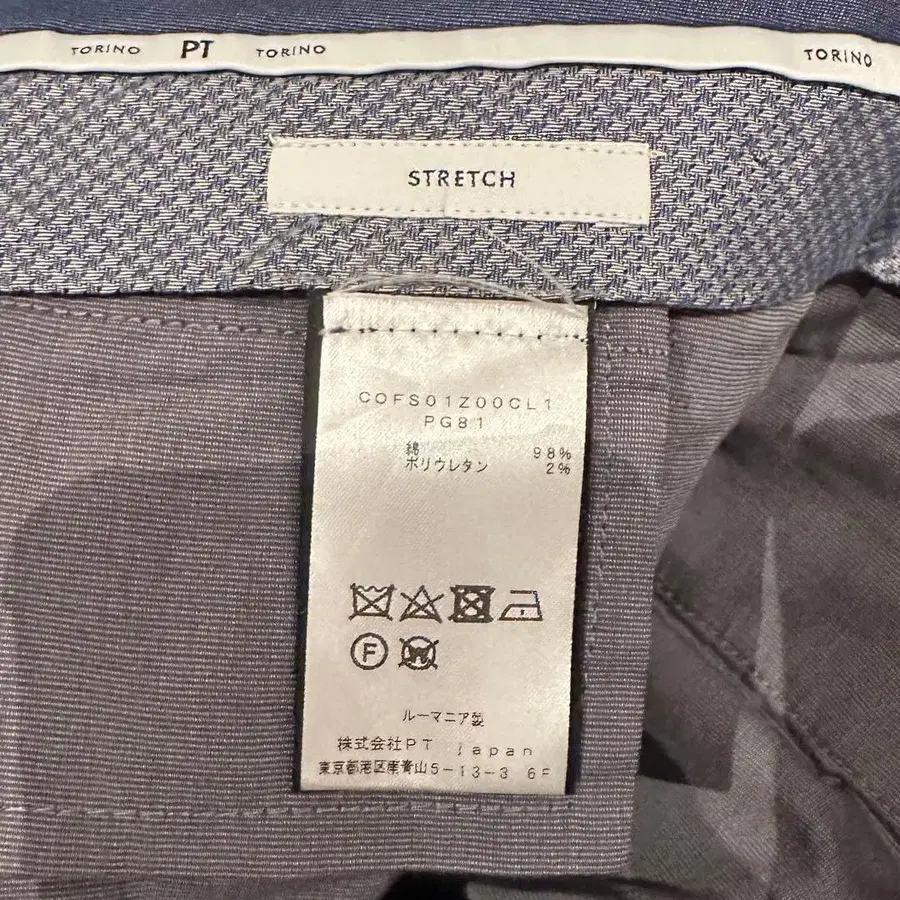 TORINO PT TORINO TORINO
STRETCH
COFS01Z00CL1
PG81
綿 98%
ポリウレタン 2%
F W
ルーマニア製
株式会社PT Japan
東京都港区南青山5-13-3 6F